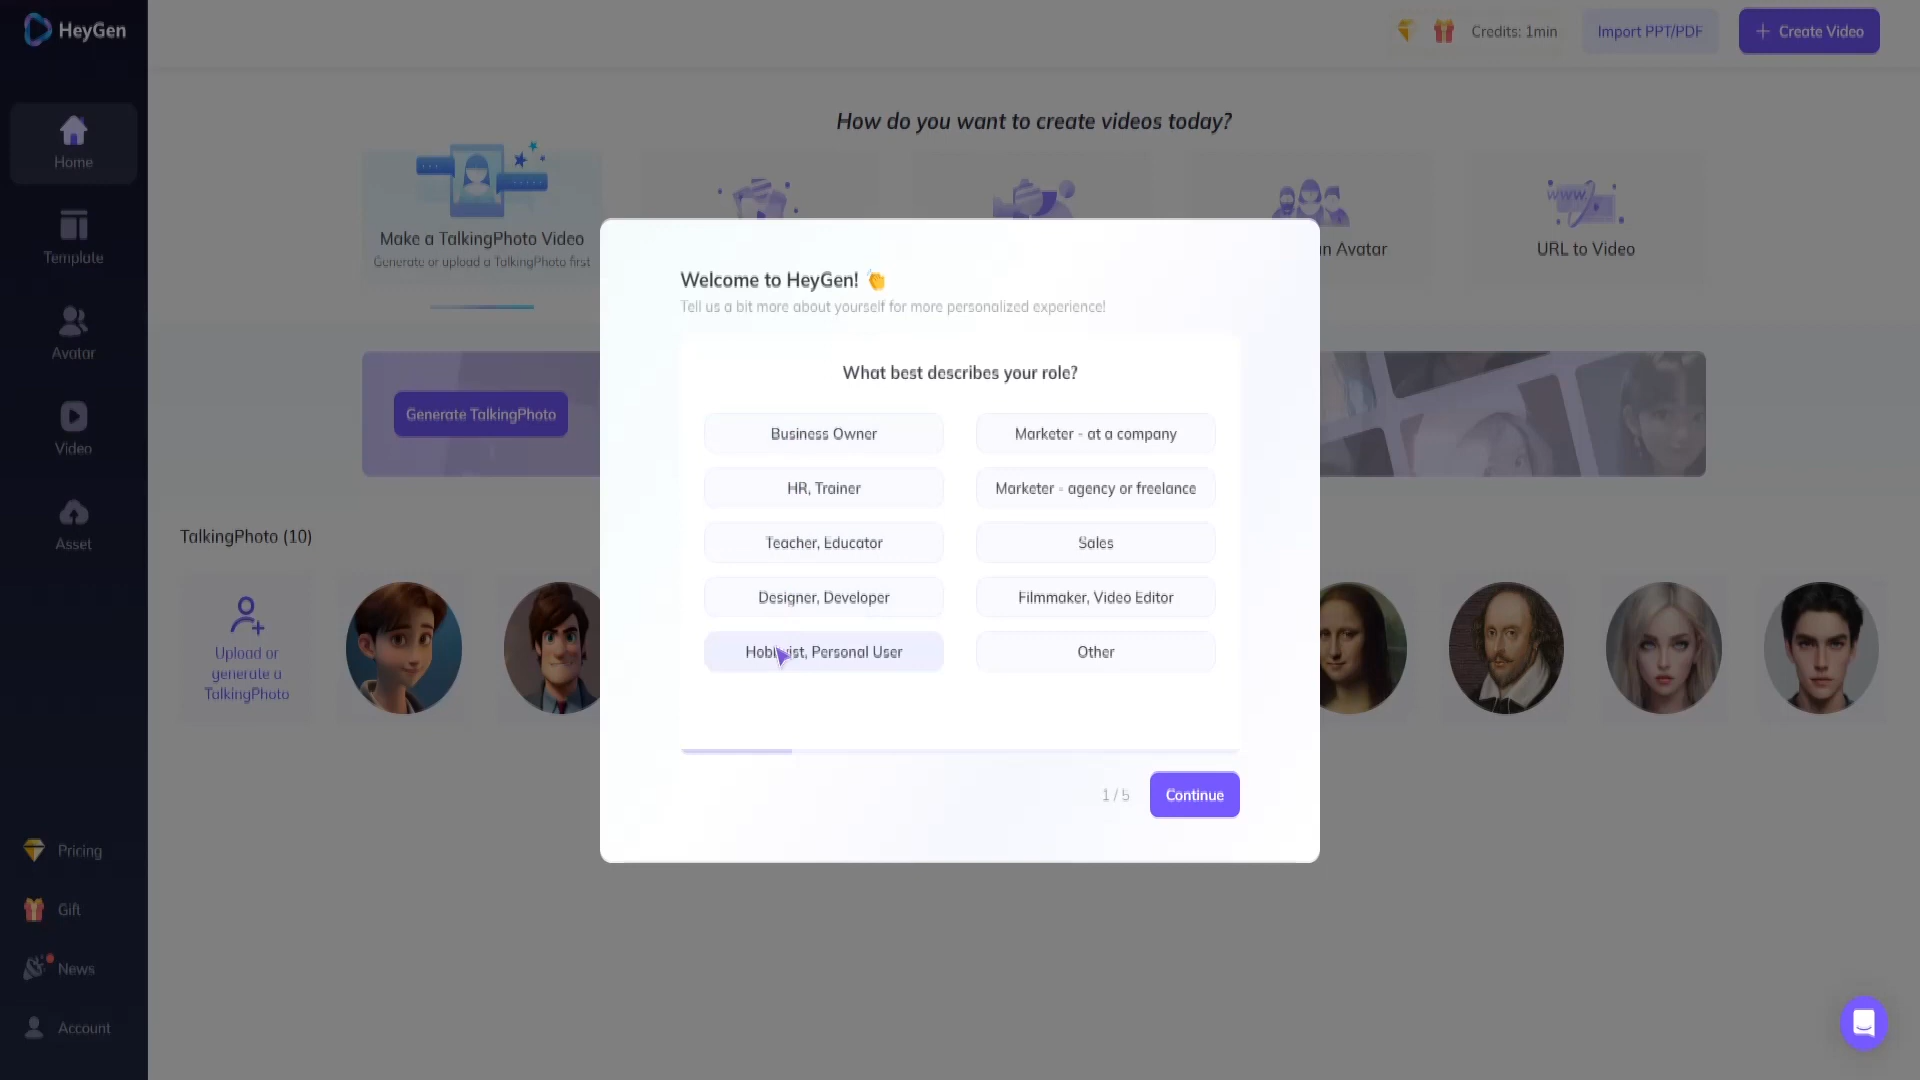 HeyGen
Credits: 1min
Import PPT/PDF
Create Video
Home
Template
Avatar
Video
Asset
Pricing
Gift
News
Account
How do you want to create videos today?
Make a TalkingPhoto Video
Generate or upload a TalkingPhoto first
Avatar
WWW
URL to Video
Generate TalkingPhoto
TalkingPhoto (10)
Upload or
generate a
TalkingPhoto
Welcome to HeyGen!
Tell us a bit more about yourself for more personalized experience!
What best describes your role?
Business Owner
Marketer - at a company
HR, Trainer
Marketer - agency or freelance
Teacher, Educator
Sales
Designer, Developer
Filmmaker, Video Editor
Personal User
Other
1 / 5
Continue